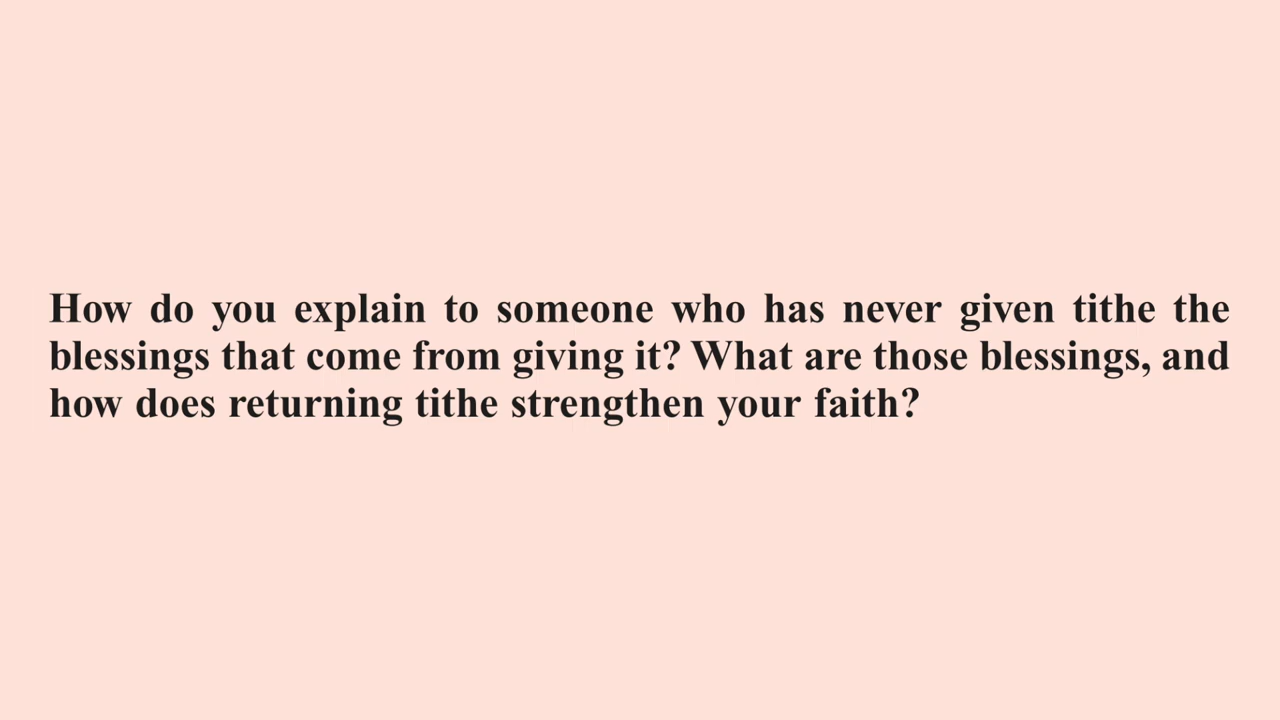 How do you explain to someone who has never given tithe the
blessings that come from giving it? What are those blessings, and
how does returning tithe strengthen your faith?